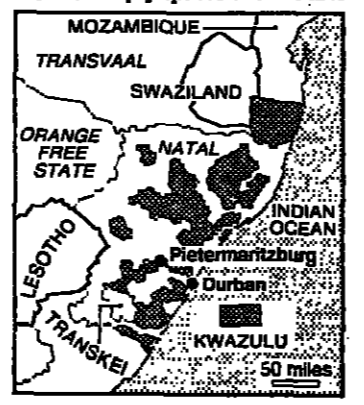 MOZAMBIQUE
TRANSVAAL
SWAZILAND
ORANGE
FREE
STATE
NATAL
INDIAN
OCEAN
LESOTHO
Pietermaritzburg
Durban
TRANSKEI
KWAZULU
50 miles